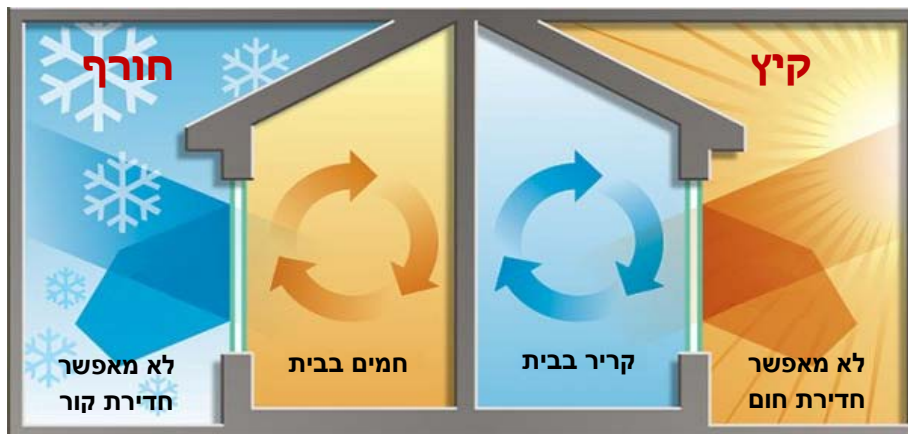 קיץ
חורף
קריר בבית
חמים בבית
לא מאפשר
חדירת חום
לא מאפשר
חדירת קור